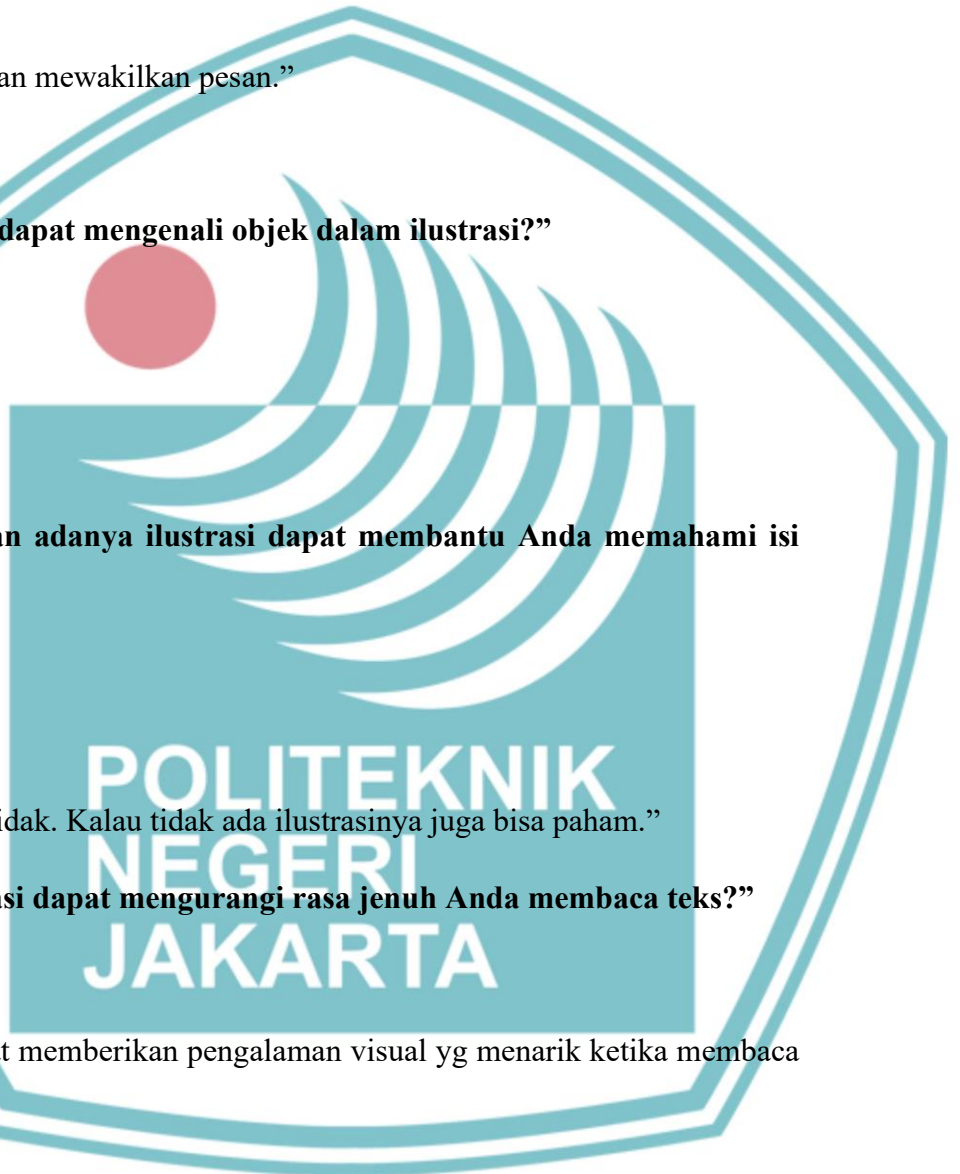 an mewakilkan pesan.”
dapat mengenali objek dalam ilustrasi?”
an adanya ilustrasi dapat membantu Anda memahami isi
POLITEKNIK
idak. Kalau tidak ada ilustrasinya juga bisa paham.”
NEGERI
asi dapat mengurangi rasa jenuh Anda membaca teks?”
JAKARTA
t memberikan pengalaman visual yg menarik ketika membaca